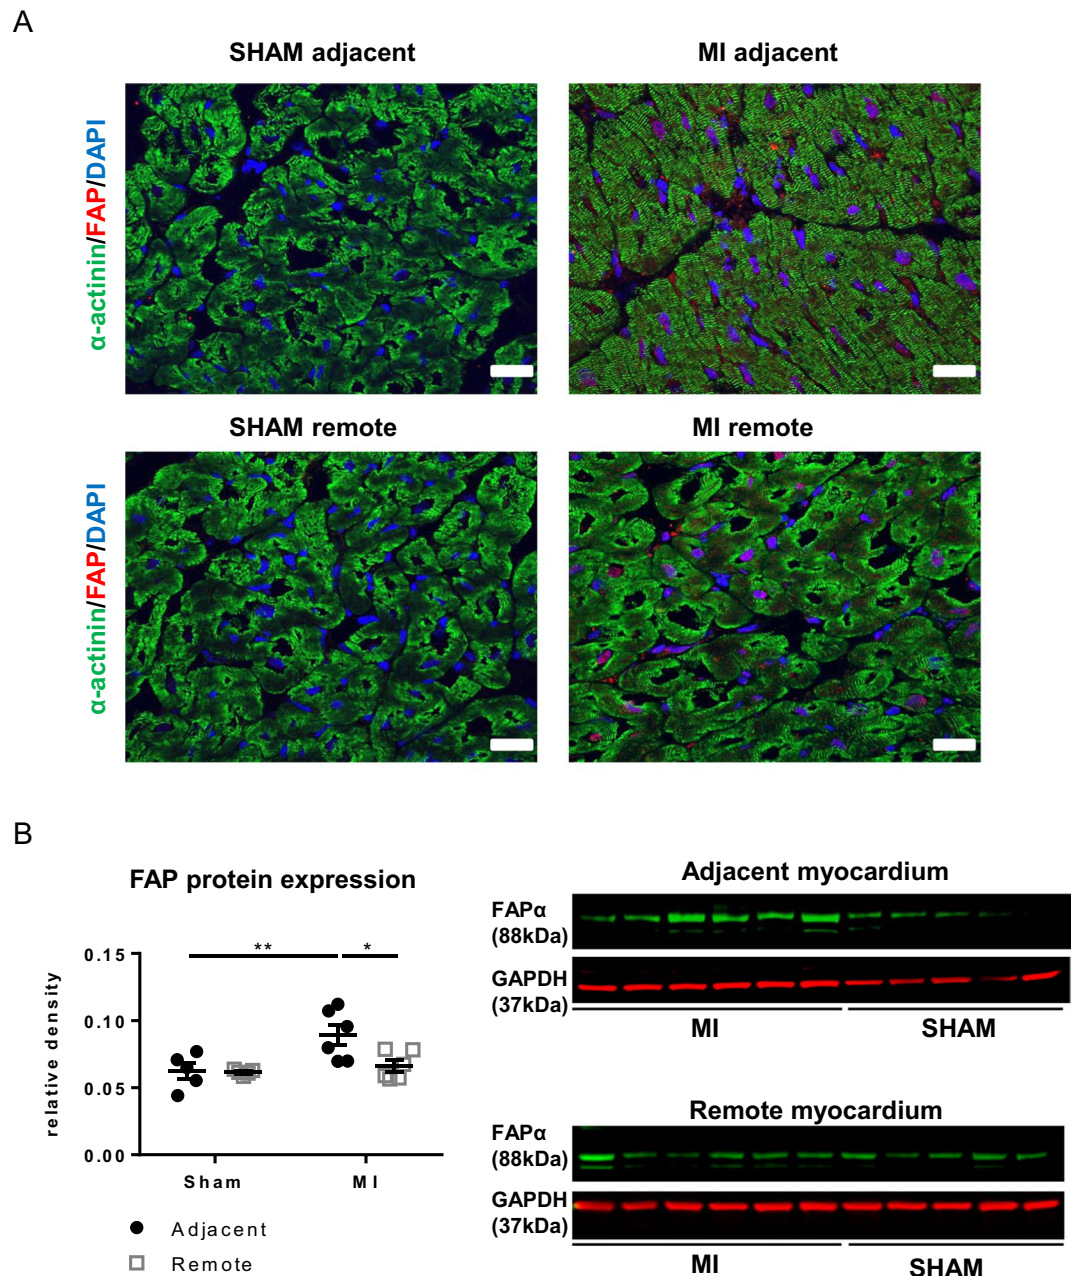 A
SHAM adjacent
MI adjacent
α-actinin/FAP/DAPI
SHAM remote
MI remote
α-actinin/FAP/DAPI
B
FAP protein expression
relative density
0.15
0.10
0.05
0.00
**
*
Sham
MI
Adjacent
Remote
Adjacent myocardium
FAPα
(88kDa)
GAPDH
(37kDa)
MI
SHAM
Remote myocardium
FAPα
(88kDa)
GAPDH
(37kDa)
MI
SHAM